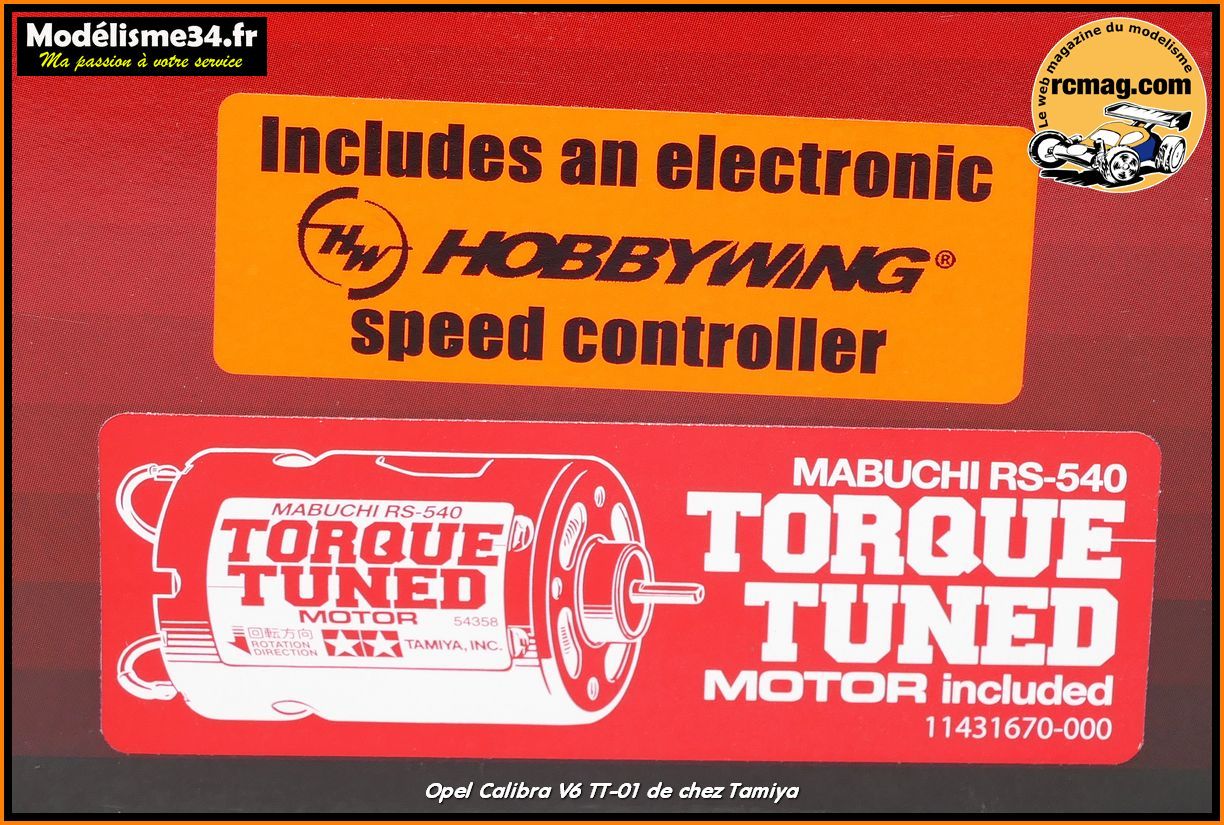 Modélisme34.fr
Ma passion à votre service
Le web magazine du modelisme
rcmag.com
Includes an electronic
HW HOBBYWING®
speed controller
MABUCHI RS-540
TORQUE
TUNED
MOTOR
54358
回転方向
ROTATION
DIRECTION
TAMIYA, INC.
MABUCHI RS-540
TORQUE
TUNED
MOTOR included
11431670-000
Opel Calibra V6 TT-01 de chez Tamiya